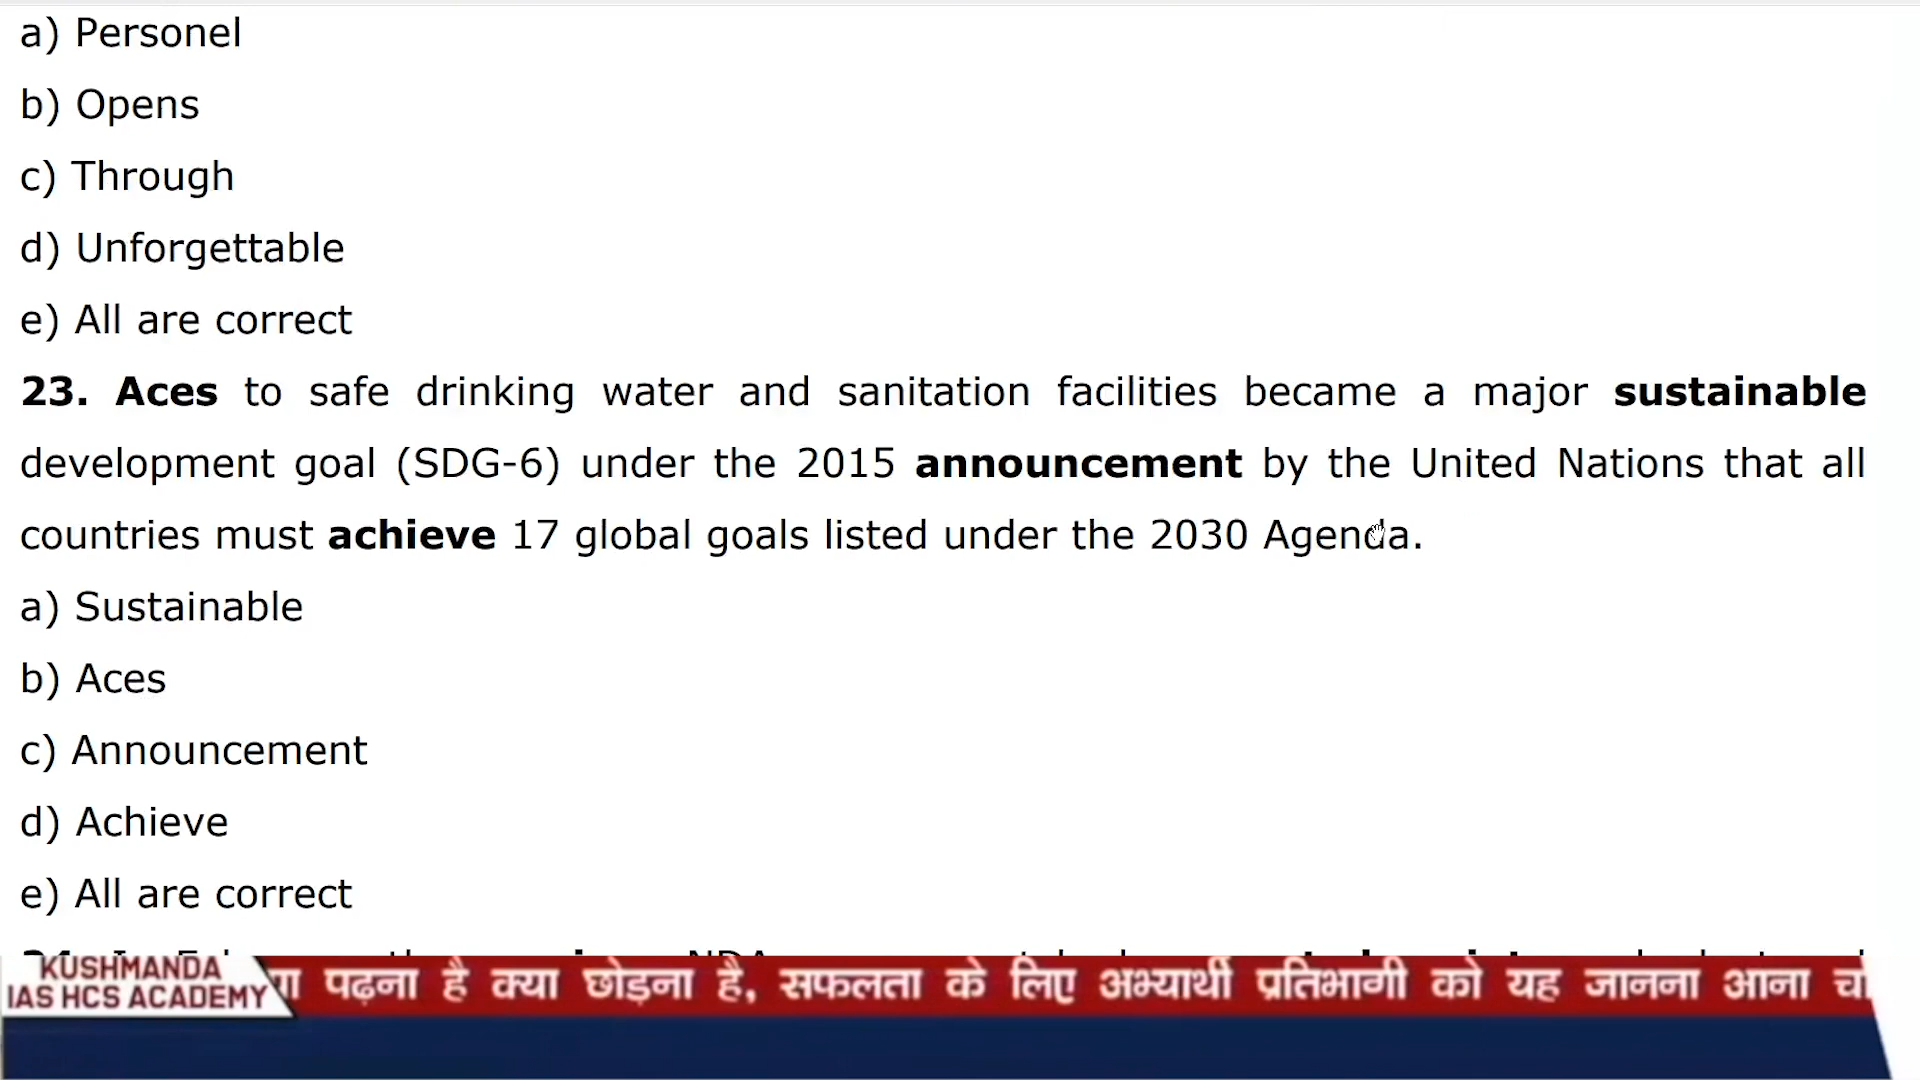 a) Personel
b) Opens
c) Through
d) Unforgettable
e) All are correct
23. Aces to safe drinking water and sanitation facilities became a major sustainable
development goal (SDG-6) under the 2015 announcement by the United Nations that all
countries must achieve 17 global goals listed under the 2030 Agenda.
a) Sustainable
b) Aces
c) Announcement
d) Achieve
e) All are correct
KUSHMANDA
IAS HCS ACADEMY
पढ़ना है क्या छोड़ना है, सफलता के लिए अभ्यार्थी प्रतिभागी को यह जानना आना